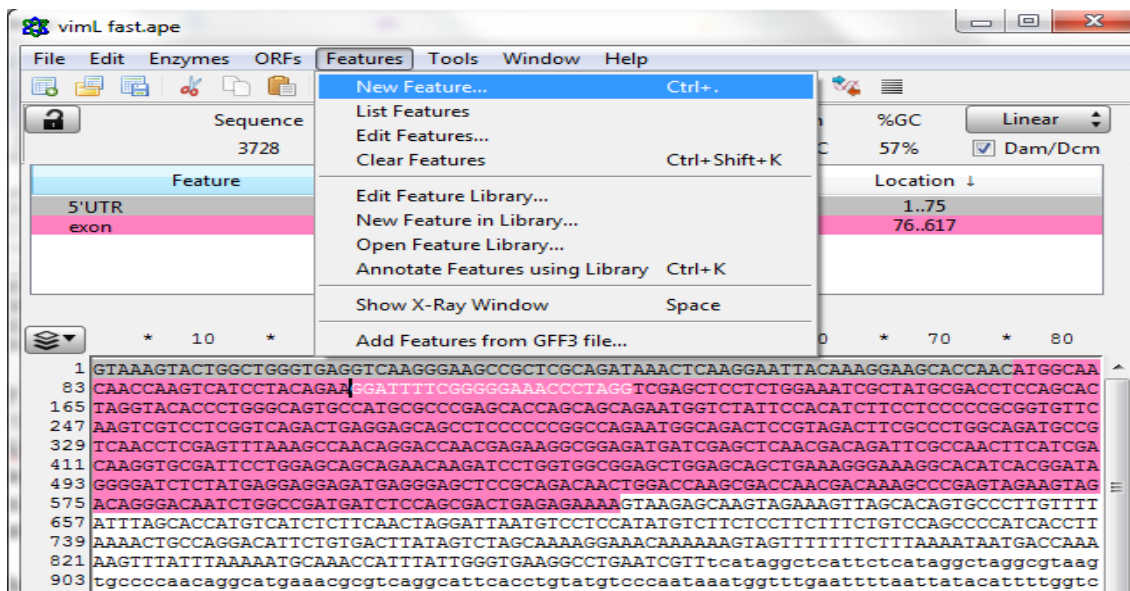 vimL fast.ape
File Edit Enzymes ORFs Features Tools Window Help
New Feature... Ctrl+.
List Features
Edit Features...
Clear Features Ctrl+Shift+K
Edit Feature Library...
New Feature in Library...
Open Feature Library...
Annotate Features using Library Ctrl+K
Show X-Ray Window Space
Add Features from GFF3 file...
Sequence %GC Linear
3728 57% Dam/Dcm
Feature Location ↓
5'UTR 1..75
exon 76..617
* 10 * 0 * 70 * 80
1 GTAAAGTACTGGCTGGGTGAGGTCAAGGGAAGCCGCTCGCAGATAAACTCAAGGAATTACAAAGGAAGCACCAACATGGCAA
83 CAACCAAGTCATCCTACAGAAGGATTTTCGGGGGAAACCCTAGGTCGAGCTCCTCTGGAAATCGCTATGCGACCTCCAGCAC
165 TAGGTACACCCTGGGCAGTGCCATGCGCCCGAGCACCAGCAGCAGAATGGTCTATTCCACATCTTCCTCCCCCGCGGTGTTC
247 AAGTCGTCCTCGGTCAGACTGAGGAGCAGCCTCCCCCCGGCCAGAATGGCAGACTCCGTAGACTTCGCCCTGGCAGATGCCG
329 TCAACCTCGAGTTTAAAGCCAACAGGACCAACGAGAAGGCGGAGATGATCGAGCTCAACGACAGATTCGCCAACTTCATCGA
411 CAAGGTGCGATTCCTGGAGCAGCAGAACAAGATCCTGGTGGCGGAGCTGGAGCAGCTGAAAGGGAAAGGCACATCACGGATA
493 GGGGATCTCTATGAGGAGGAGATGAGGGAGCTCCGCAGACAACTGGACCAAGCGACCAACGACAAAGCCCGAGTAGAAGTAG
575 ACAGGGACAATCTGGCCGATGATCTCCAGCGACTGAGAGAAAAGTAAGAGCAAGTAGAAAGTTAGCACAGTGCCCTTGTTTT
657 ATTTAGCACCATGTCATCTCTTCAACTAGGATTAATGTCCTCCATATGTCTTCTCCTTCTTTCTGTCCAGCCCCATCACCTT
739 AAAACTGCCAGGACATTCTGTGACTTATAGTCTAGCAAAAGGAAACAAAAAAGTAGTTTTTTTCTTTAAAATAATGACCAAA
821 AAGTTTATTTAAAAATGCAAACCATTTATTGGGTGAAGGCCTGAATCGTTtcataggctcattctcataggctaggcgtaag
903 tgccccaacaggcatgaaacgcgtcaggcattcacctgtatgtcccaataaatggtttgaattttaattatacattttggtc